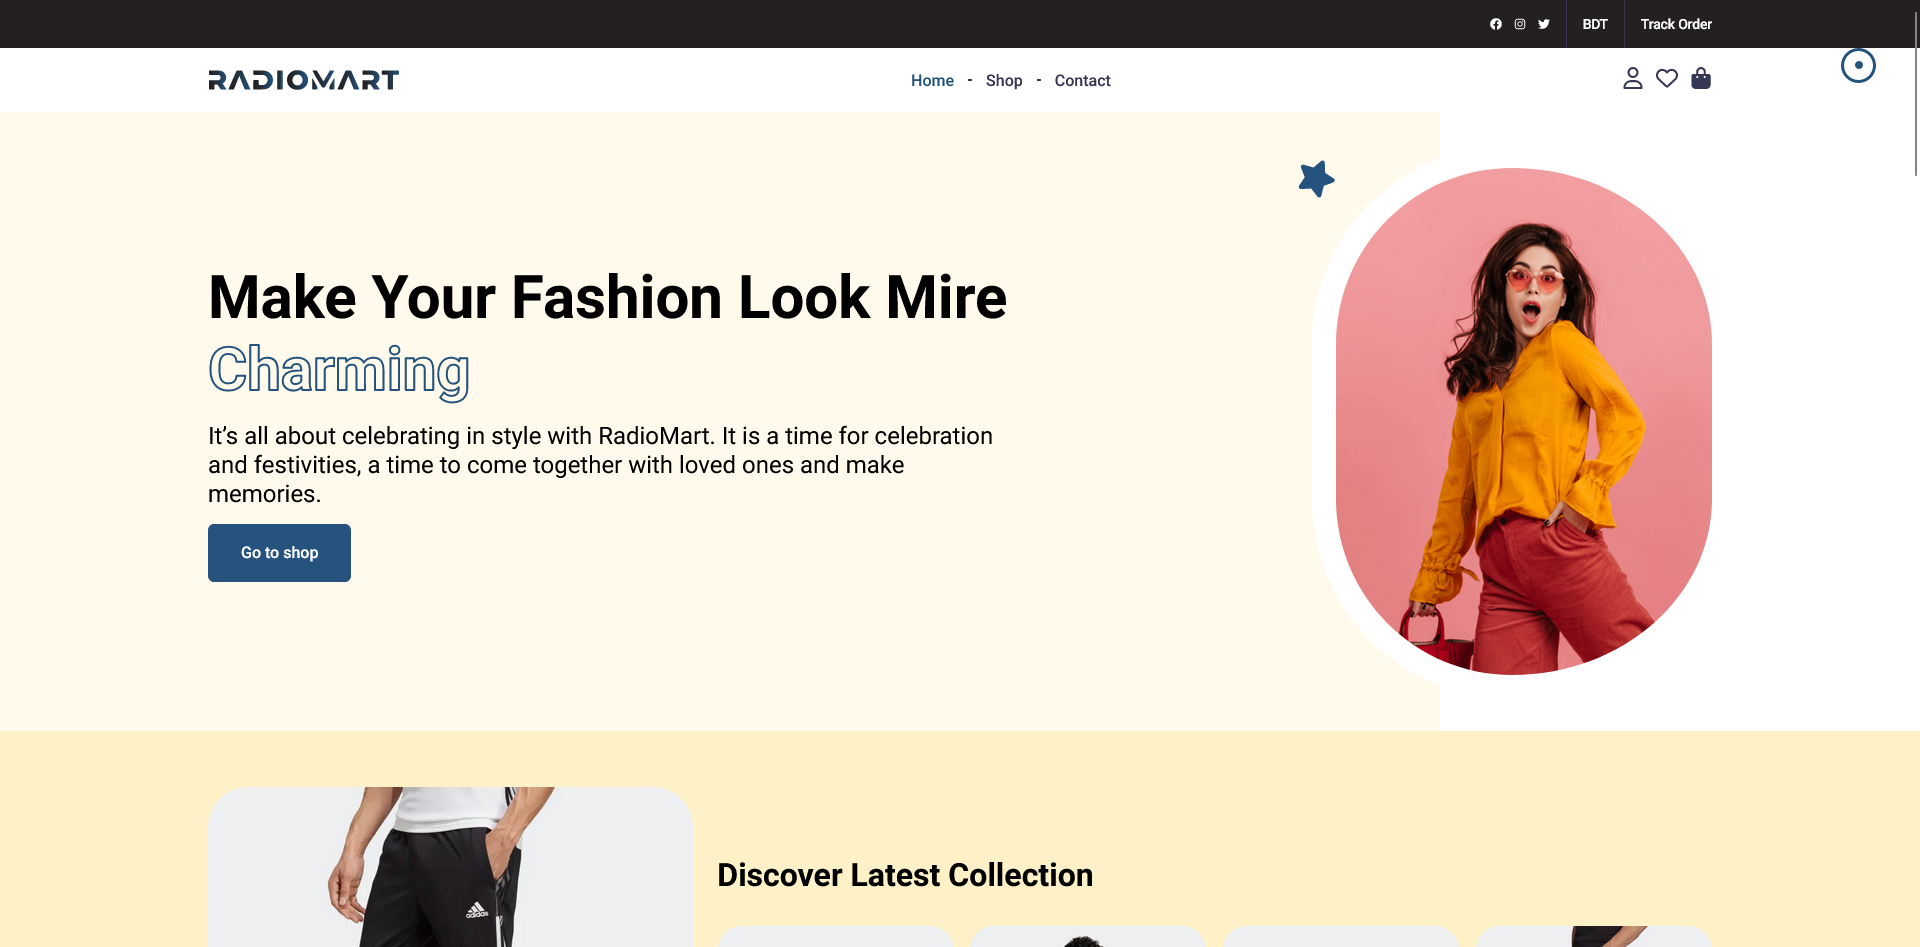 BDT
Track Order
RADIOMART
Home - Shop - Contact
Make Your Fashion Look Mire
Charming
It's all about celebrating in style with RadioMart. It is a time for celebration
and festivities, a time to come together with loved ones and make
memories.
Go to shop
adidas
Discover Latest Collection